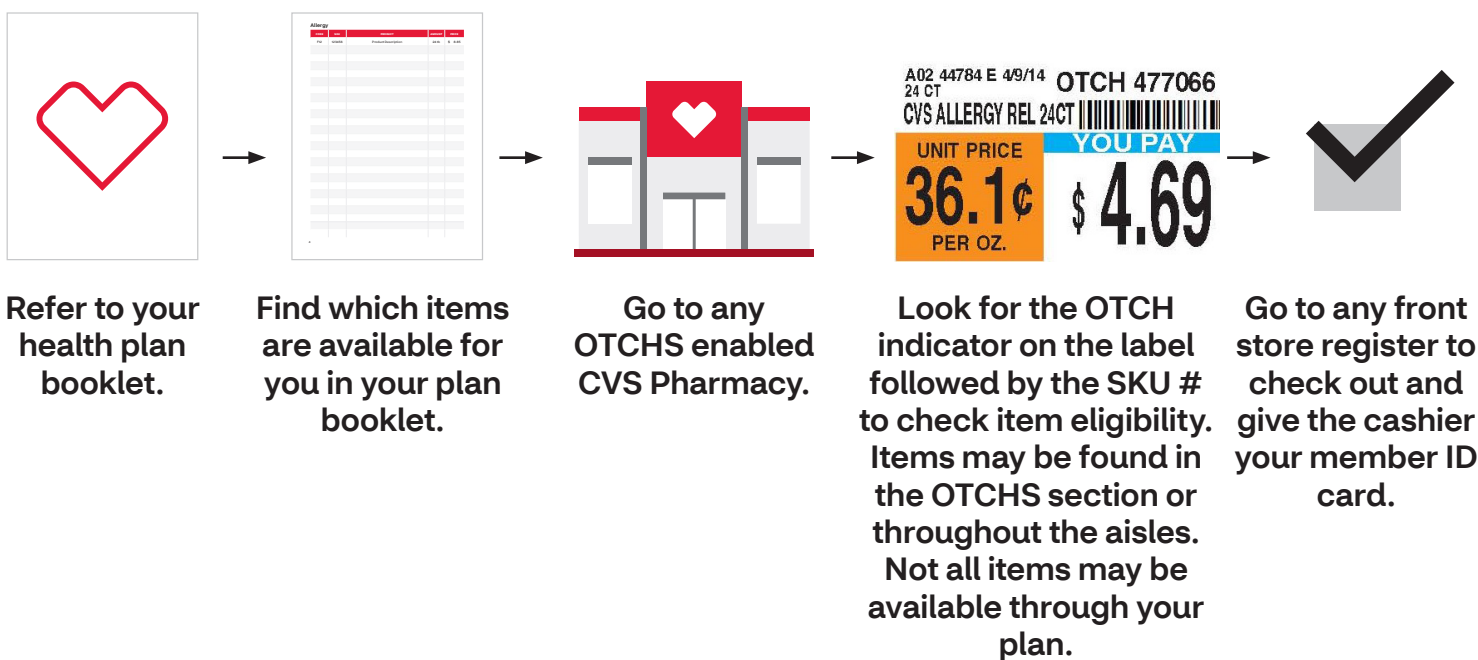 Allergy
Refer to your
health plan
booklet.
Find which items
are available for
you in your plan
booklet.
Go to any
OTCHS enabled
CVS Pharmacy.
A02 44784 E 4/9/14
24 CT
OTCH 477066
CVS ALLERGY REL 24CT
UNIT PRICE
36.1¢
PER OZ.
YOU PAY
$ 4.69
Look for the OTCH
indicator on the label
followed by the SKU #
to check item eligibility.
Items may be found in
the OTCHS section or
throughout the aisles.
Not all items may be
available through your
plan.
Go to any front
store register to
check out and
give the cashier
your member ID
card.